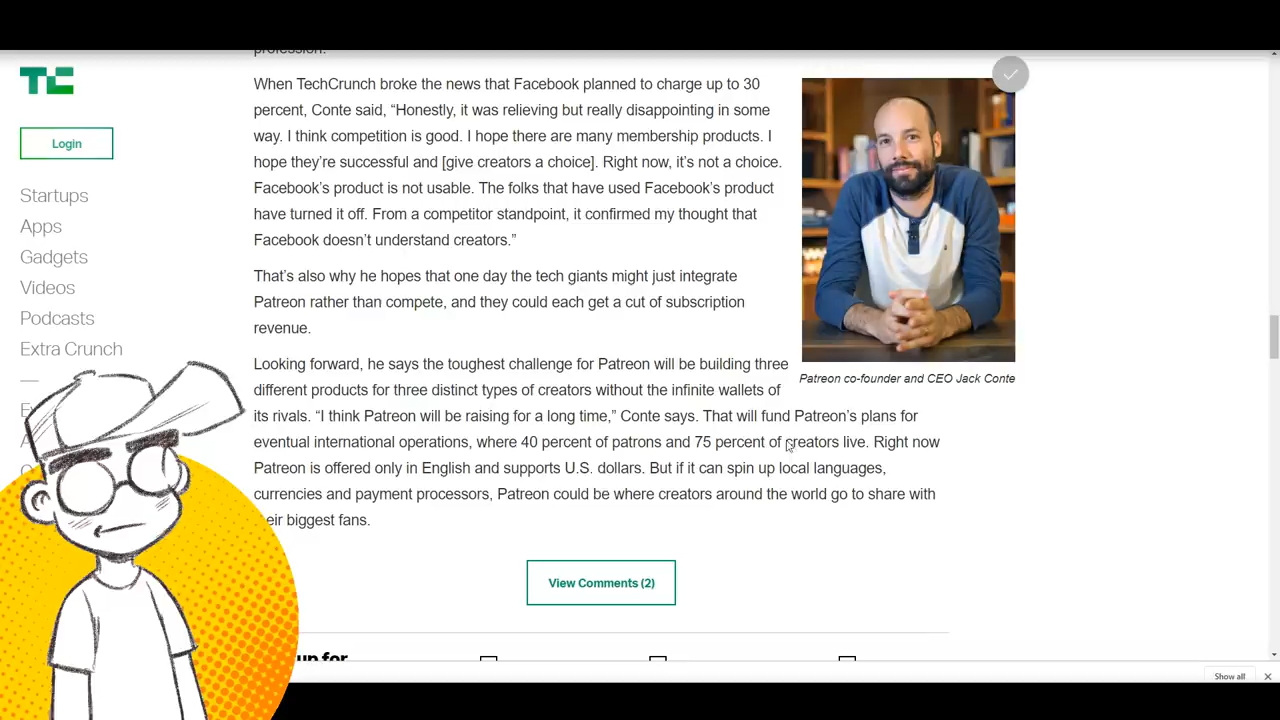 profession.
TC
Login
Startups
Apps
Gadgets
Videos
Podcasts
Extra Crunch
When TechCrunch broke the news that Facebook planned to charge up to 30
percent, Conte said, “Honestly, it was relieving but really disappointing in some
way. I think competition is good. I hope there are many membership products. I
hope they’re successful and [give creators a choice]. Right now, it’s not a choice.
Facebook’s product is not usable. The folks that have used Facebook’s product
have turned it off. From a competitor standpoint, it confirmed my thought that
Facebook doesn’t understand creators.”
That’s also why he hopes that one day the tech giants might just integrate
Patreon rather than compete, and they could each get a cut of subscription
revenue.
Patreon co-founder and CEO Jack Conte
Looking forward, he says the toughest challenge for Patreon will be building three
different products for three distinct types of creators without the infinite wallets of
its rivals. “I think Patreon will be raising for a long time,” Conte says. That will fund Patreon’s plans for
eventual international operations, where 40 percent of patrons and 75 percent of creators live. Right now
Patreon is offered only in English and supports U.S. dollars. But if it can spin up local languages,
currencies and payment processors, Patreon could be where creators around the world go to share with
biggest fans.
View Comments (2)
for
Show all